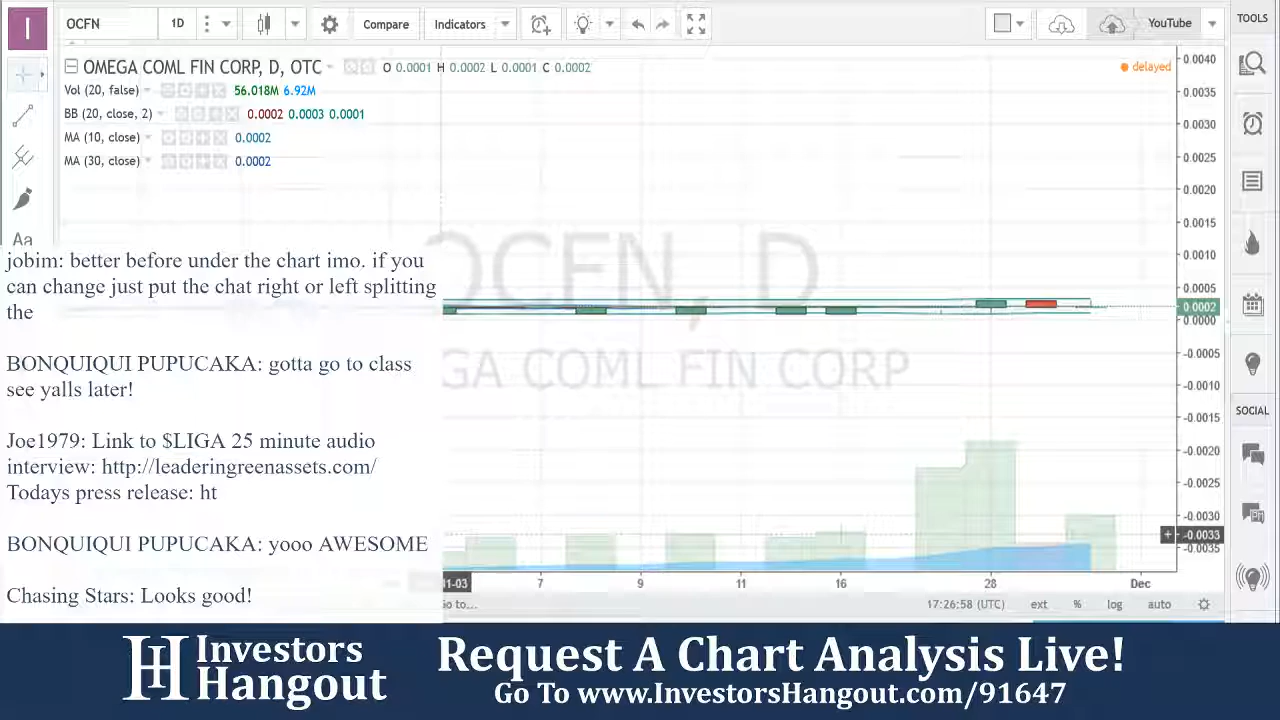 OCFN
1D
Compare
Indicators
YouTube
TOOLS
OMEGA COML FIN CORP, D, OTC
O 0.0001 H 0.0002 L 0.0001 C 0.0002
delayed
Vol (20, false) 56.018M 6.92M
BB (20, close, 2) 0.0002 0.0003 0.0001
MA (10, close) 0.0002
MA (30, close) 0.0002
Aa
jobim: better before under the chart imo. if you
can change just put the chat right or left splitting
the
BONQUIQUI PUPUCAKA: gotta go to class
see yalls later!
Joe1979: Link to $LIGA 25 minute audio
interview: http://leaderingreenassets.com/
Todays press release: ht
BONQUIQUI PUPUCAKA: yooo AWESOME
Chasing Stars: Looks good!
OCFN, D
GA COML FIN CORP
0.0040
0.0035
0.0030
0.0025
0.0020
0.0015
0.0010
0.0005
0.0002
0.0000
-0.0005
-0.0010
-0.0015
-0.0020
-0.0025
-0.0030
-0.0033
-0.0035
SOCIAL
11-03 7 9 11 16 28 Dec
Go to...
17:26:58 (UTC) ext % log auto
Investors
Hangout
Request A Chart Analysis Live!
Go To www.InvestorsHangout.com/91647